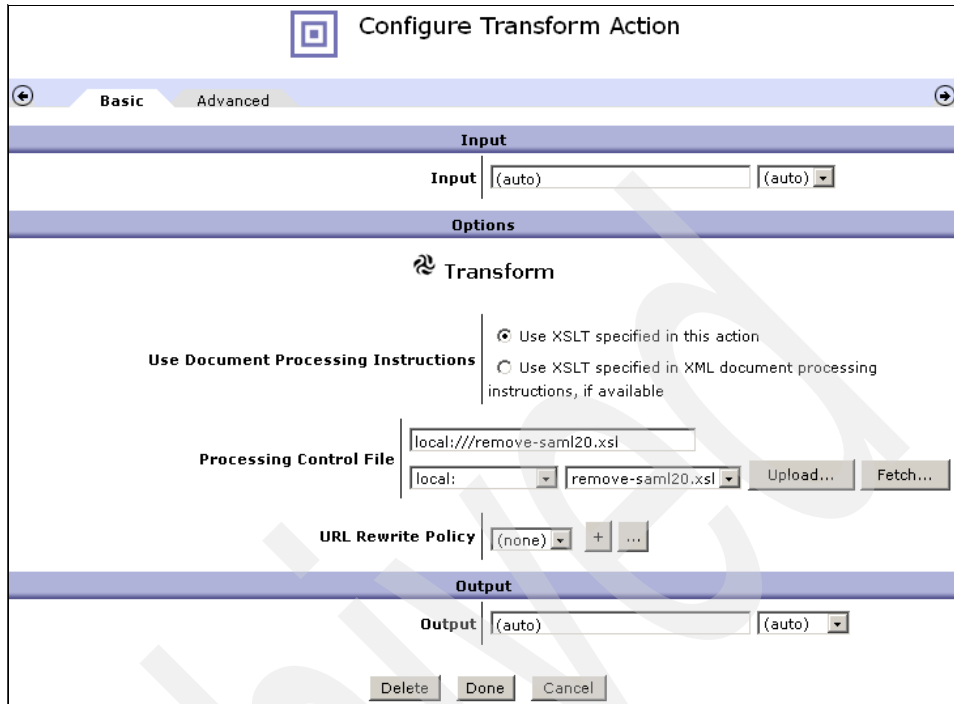 Configure Transform Action
Basic Advanced
Input
Input (auto) (auto)
Options
Transform
Use Document Processing Instructions
Use XSLT specified in this action
Use XSLT specified in XML document processing
instructions, if available
Processing Control File
local:///remove-saml20.xsl
local: remove-saml20.xsl Upload... Fetch...
URL Rewrite Policy (none) + ...
Output
Output (auto) (auto)
Delete Done Cancel